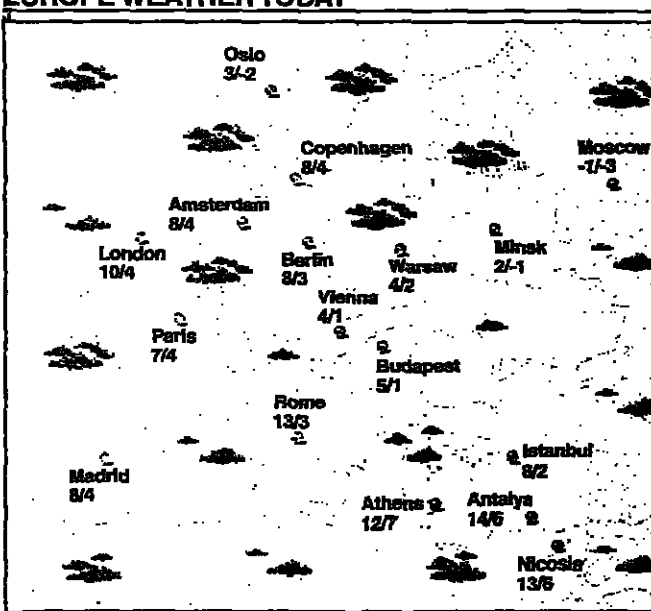 EUROPE WEATHER TODAY
Oslo
3/-2
Copenhagen
8/4
Moscow
-1/-3
Amsterdam
8/4
London
10/4
Berlin
8/3
Warsaw
4/2
Minsk
2/-1
Vienna
4/1
Paris
7/4
Budapest
5/1
Rome
13/3
Madrid
8/4
Istanbul
8/2
Athens
12/7
Antalya
14/6
Nicosia
13/6